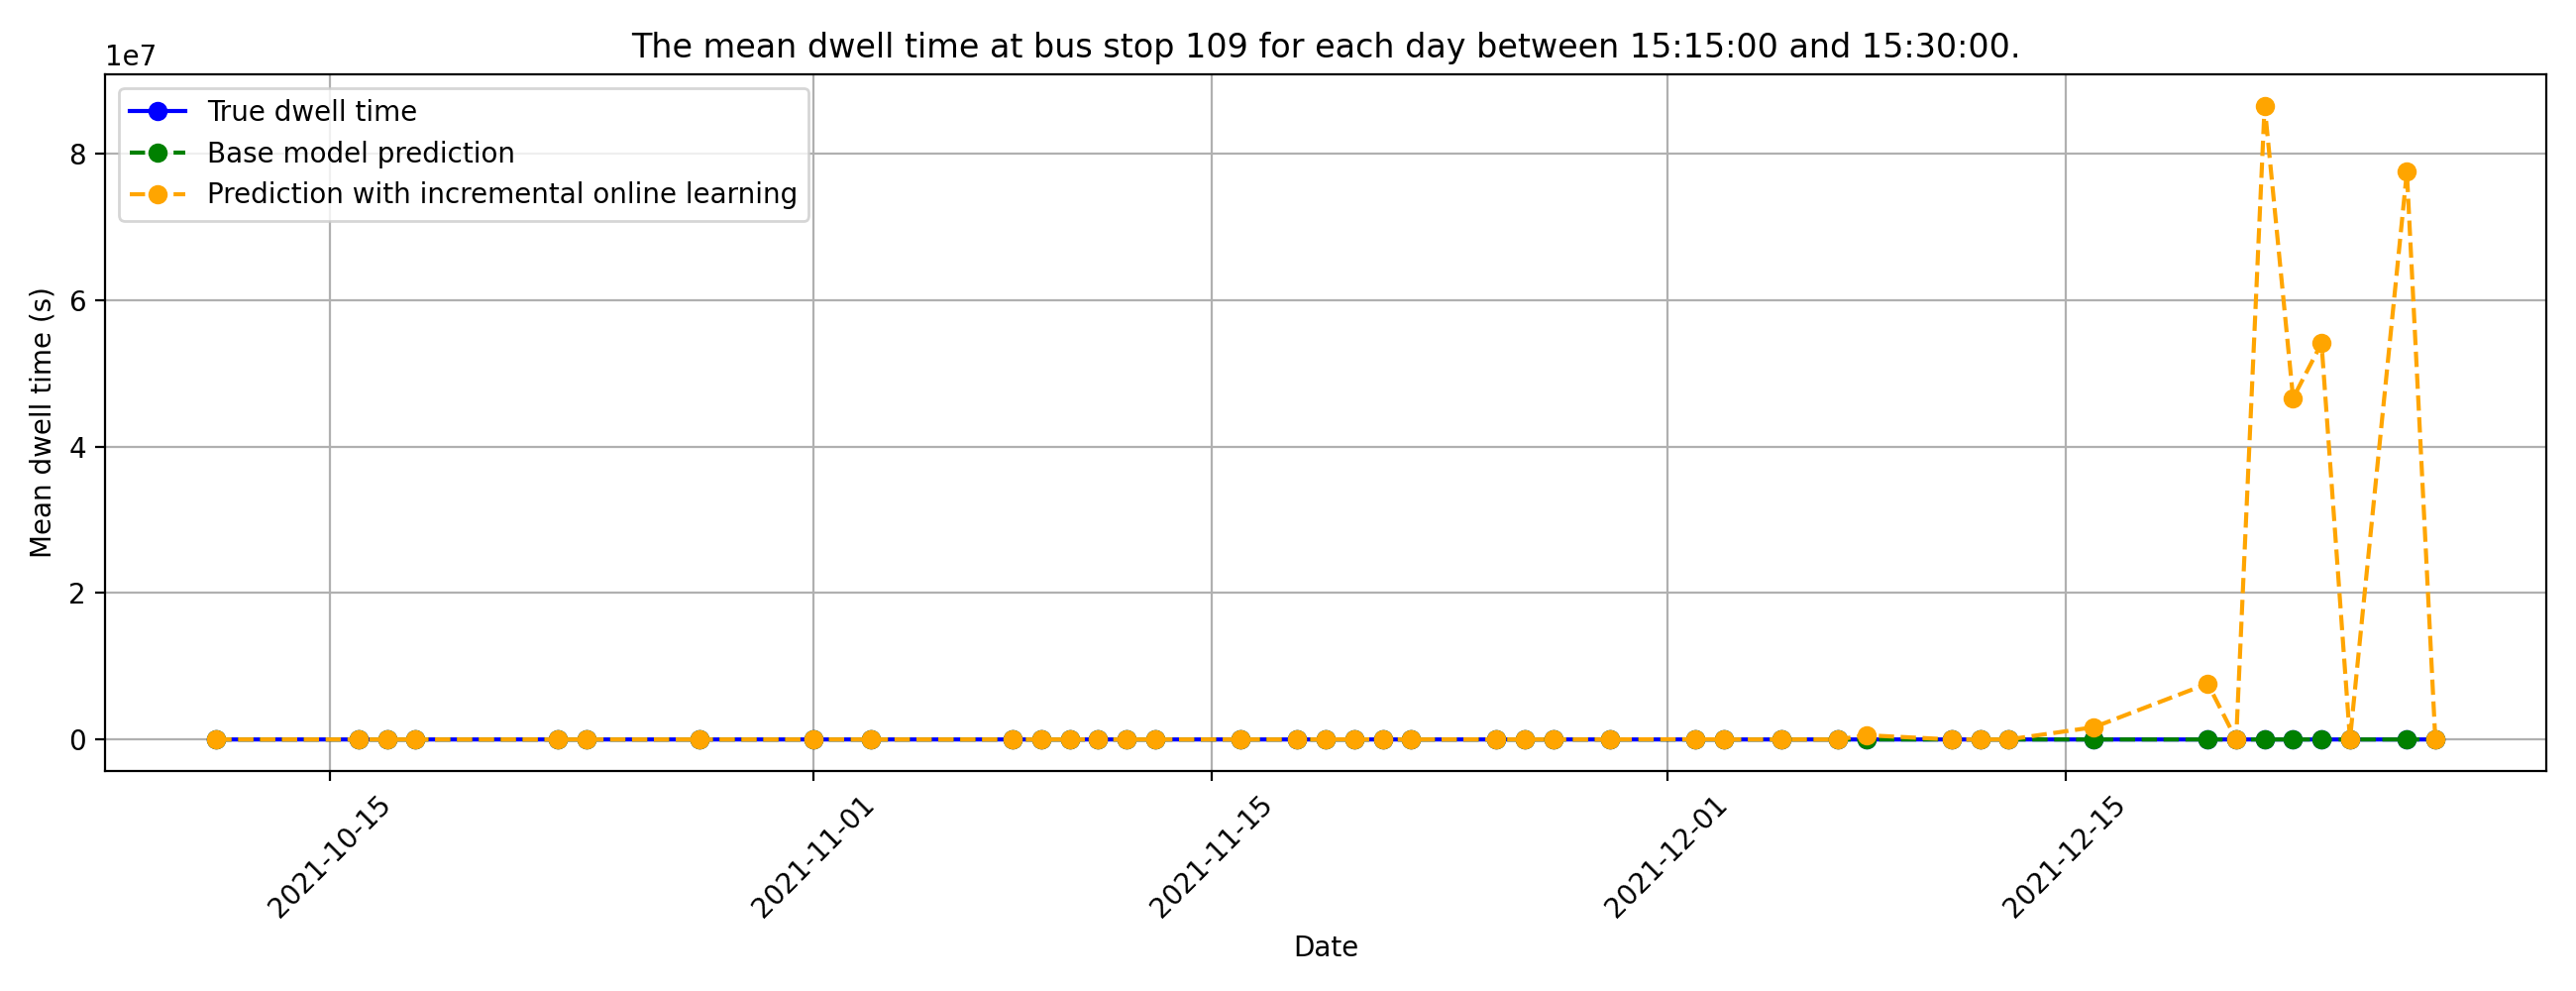 The mean dwell time at bus stop 109 for each day between 15:15:00 and 15:30:00.
1e7
True dwell time
Base model prediction
Prediction with incremental online learning
8
6
4
2
0
Mean dwell time (s)
2021-10-15
2021-11-01
2021-11-15
2021-12-01
2021-12-15
Date